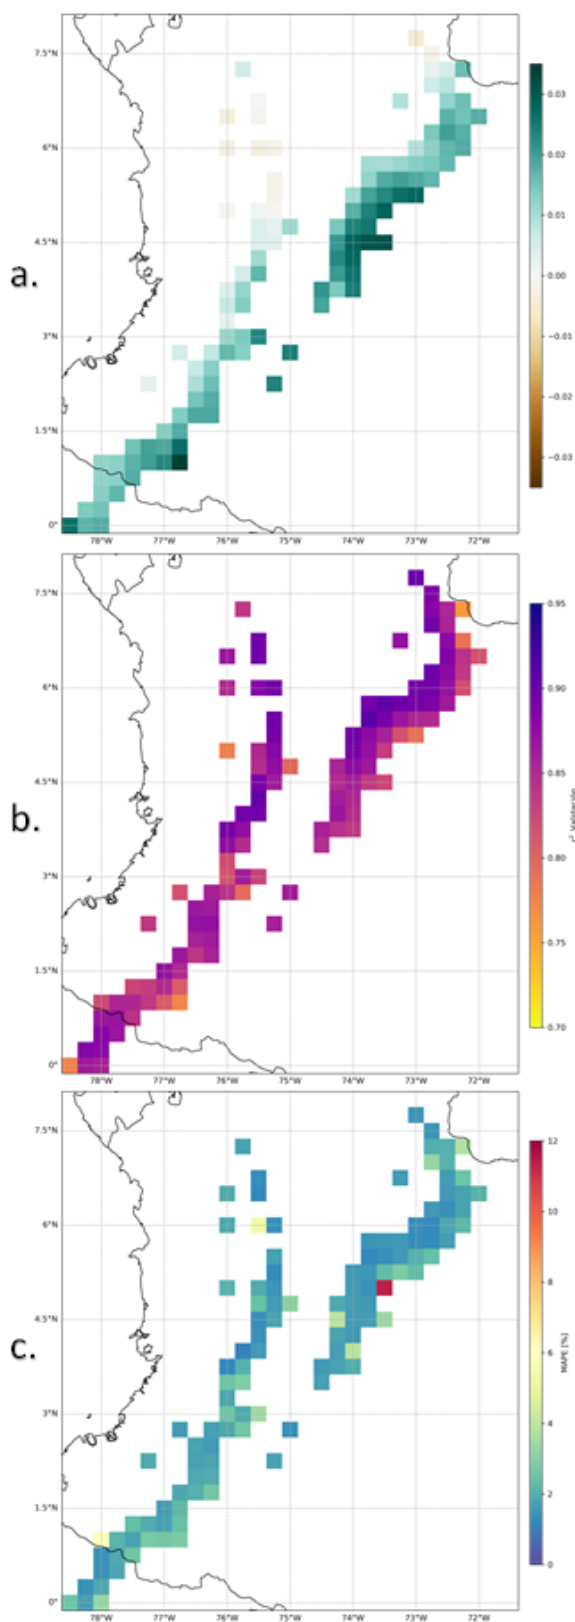 7.5°N
6°N
4.5°N
3°N
1.5°N
0°
78°W
77°W
76°W
75°W
74°W
73°W
72°W
0.03
0.02
0.01
0.00
−0.01
−0.02
−0.03
a.
7.5°N
6°N
4.5°N
3°N
1.5°N
0°
78°W
77°W
76°W
75°W
74°W
73°W
72°W
0.95
0.90
0.85
0.80
0.75
0.70
r² Validación
b.
7.5°N
6°N
4.5°N
3°N
1.5°N
0°
78°W
77°W
76°W
75°W
74°W
73°W
72°W
12
10
8
6
4
2
0
MAPE [%]
c.